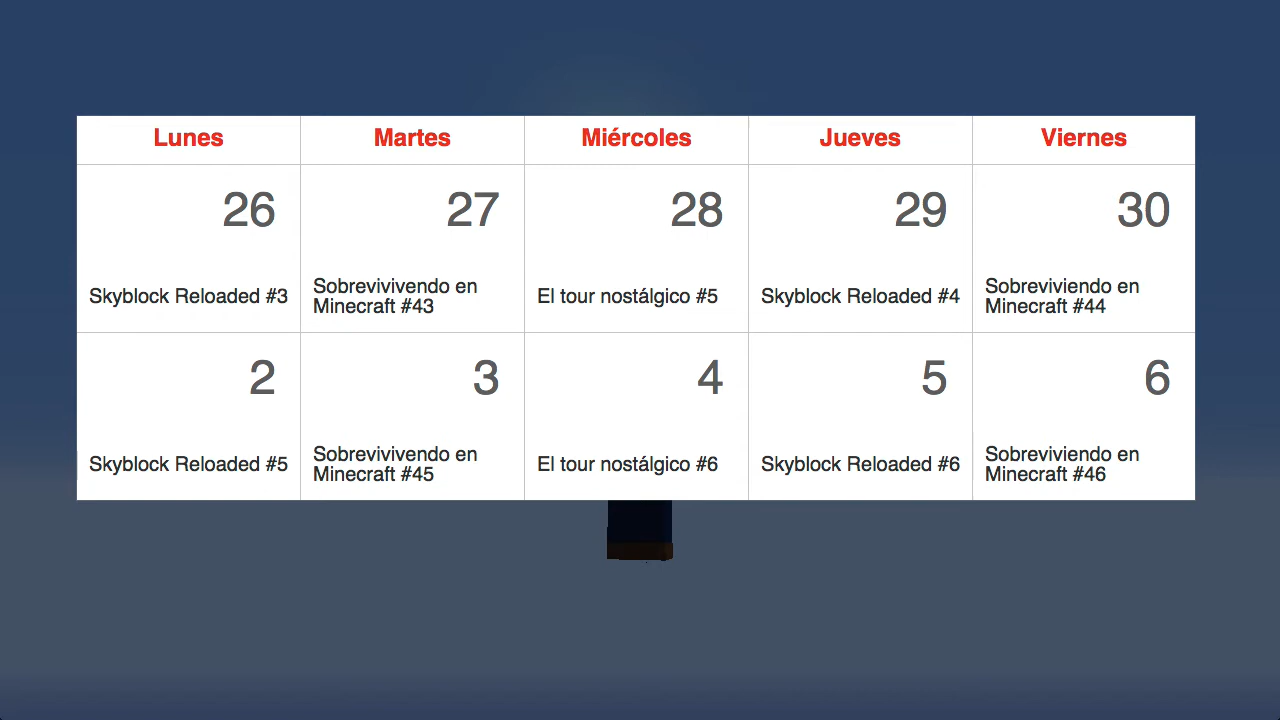 Lunes Martes Miércoles Jueves Viernes
26 27 28 29 30
Skyblock Reloaded #3
Sobrevivivendo en
Minecraft #43
El tour nostálgico #5
Skyblock Reloaded #4
Sobreviviendo en
Minecraft #44
2 3 4 5 6
Skyblock Reloaded #5
Sobrevivivendo en
Minecraft #45
El tour nostálgico #6
Skyblock Reloaded #6
Sobreviviendo en
Minecraft #46